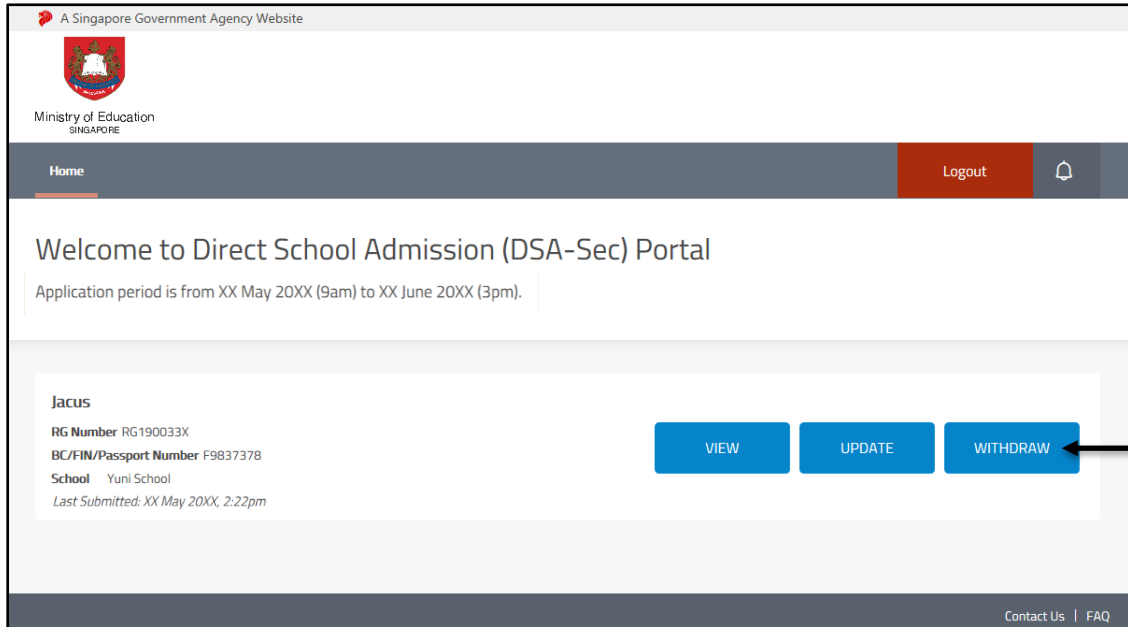 A Singapore Government Agency Website
Ministry of Education
SINGAPORE
Home
Logout
Welcome to Direct School Admission (DSA-Sec) Portal
Application period is from XX May 20XX (9am) to XX June 20XX (3pm).
Jacus
RG Number RG190033X
BC/FIN/Passport Number F9837378
School Yuni School
Last Submitted: XX May 20XX, 2:22pm
VIEW
UPDATE
WITHDRAW
Contact Us | FAQ